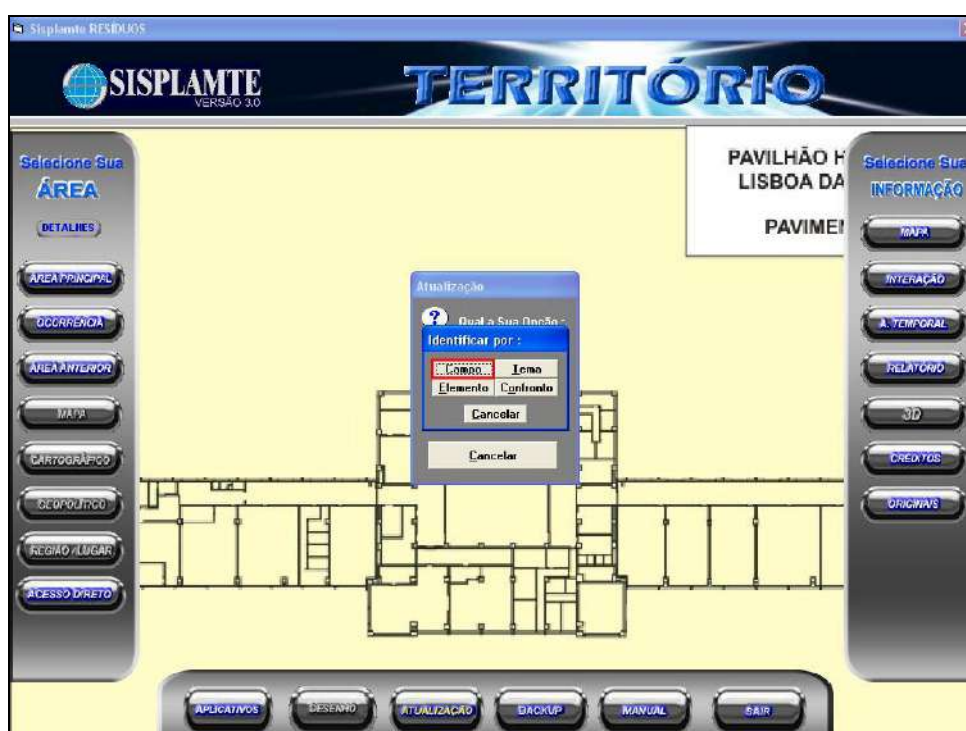 Sisplamte RESÍDUOS
SISPLAMTE
VERSÃO 3.0
TERRITÓRIO
Selecione Sua
ÁREA
DETALHES
ÁREA PRINCIPAL
OCORRÊNCIA
ÁREA ANTERIOR
MAPA
CARTOGRÁFICO
GEOPOLÍTICO
REGIÃO / LUGAR
ACESSO DIRETO
PAVILHÃO H
LISBOA DA
PAVIMEN
Atualização
Qual a Sua Opção :
Identificar por :
Campo Tema
Elemento Confronto
Cancelar
Cancelar
Selecione Sua
INFORMAÇÃO
MAPA
INTERAÇÃO
A. TEMPORAL
RELATÓRIO
3D
CRÉDITOS
ORIGINAIS
APLICATIVOS DESENHO ATUALIZAÇÃO BACKUP MANUAL SAIR